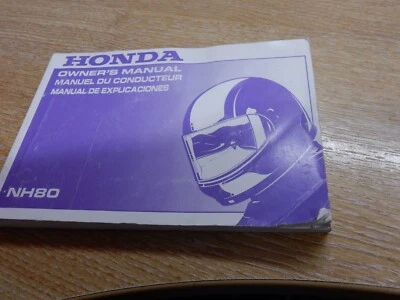 HONDA
OWNER'S MANUAL
MANUEL DU CONDUCTEUR
MANUAL DE EXPLICACIONES
NH80